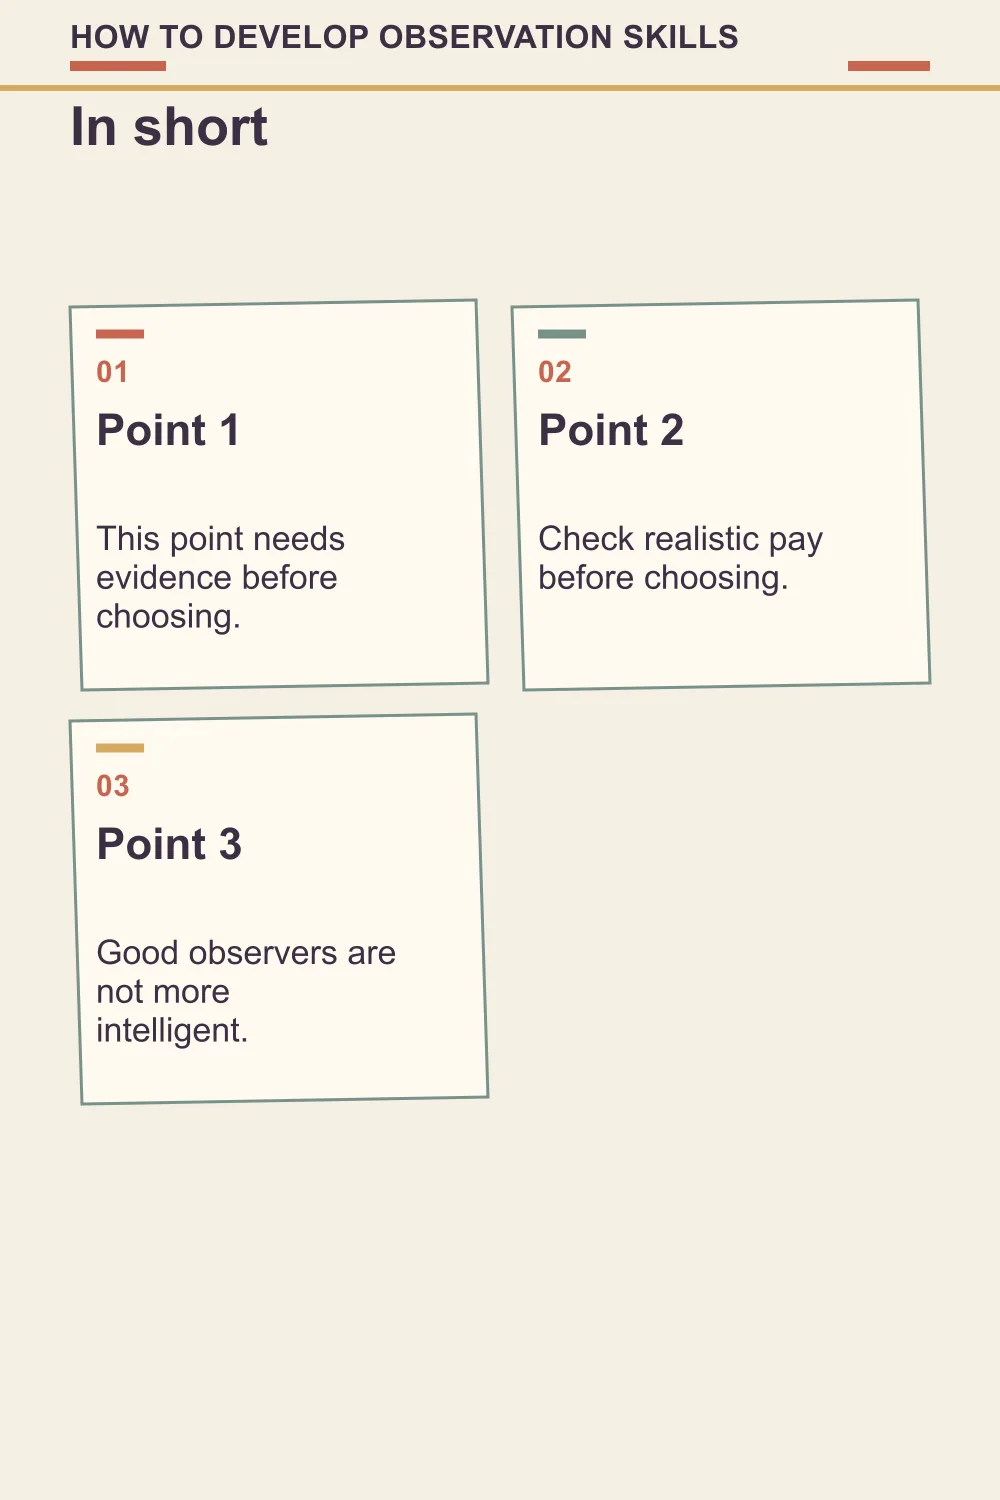 HOW TO DEVELOP OBSERVATION SKILLS
In short
01
Point 1
This point needs
evidence before
choosing.
02
Point 2
Check realistic pay
before choosing.
03
Point 3
Good observers are
not more
intelligent.